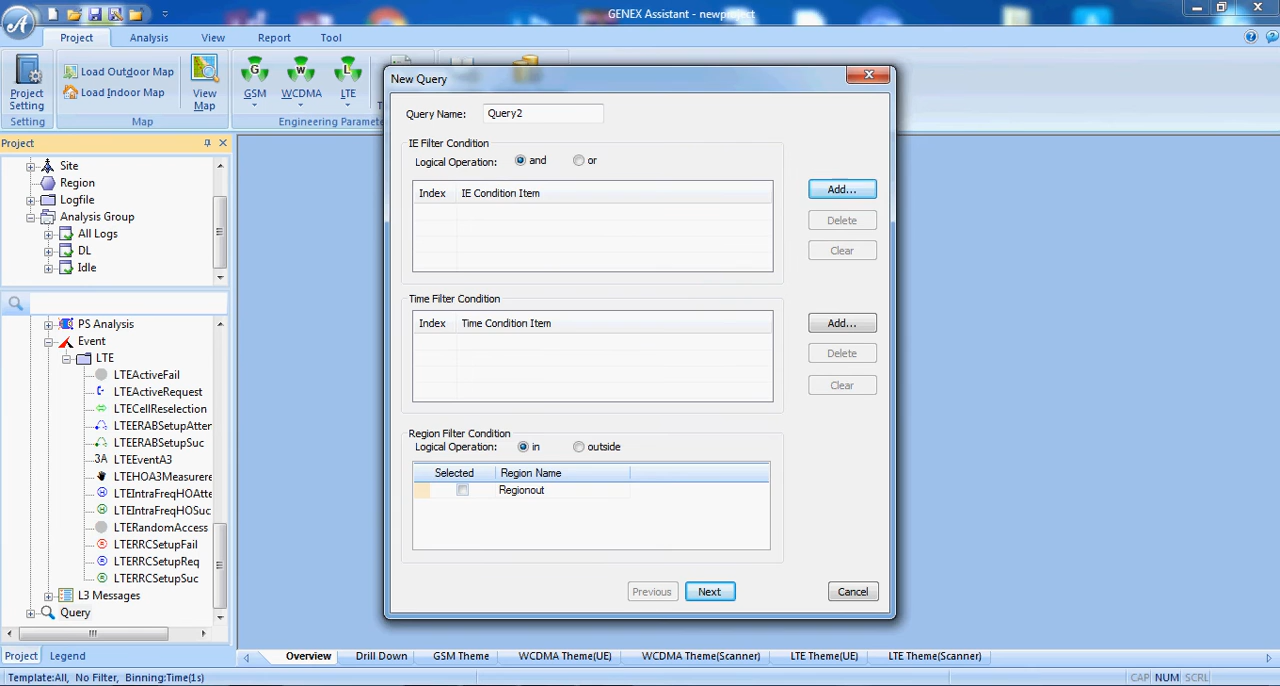 GENEX Assistant - newproject
Project Analysis View Report Tool
Project Setting
Load Outdoor Map
Load Indoor Map
View Map
GSM WCDMA LTE
Setting Map Engineering Parame
Project
Site
Region
Logfile
Analysis Group
All Logs
DL
Idle
PS Analysis
Event
LTE
LTEActiveFail
LTEActiveRequest
LTECellReselection
LTEERABSetupAtter
LTEERABSetupSuc
3A LTEEventA3
LTEHOA3Measurere
LTEIntraFreqHOAtte
LTEIntraFreqHOSuc
LTERandomAccess
LTERRCSetupFail
LTERRCSetupReq
LTERRCSetupSuc
L3 Messages
Query
Project Legend
New Query
Query Name: Query2
IE Filter Condition
Logical Operation: and or
Index IE Condition Item
Add...
Delete
Clear
Time Filter Condition
Index Time Condition Item
Add...
Delete
Clear
Region Filter Condition
Logical Operation: in outside
Selected Region Name
Regionout
Previous Next Cancel
Overview Drill Down GSM Theme WCDMA Theme(UE) WCDMA Theme(Scanner) LTE Theme(UE) LTE Theme(Scanner)
Template:All, No Filter, Binning:Time(1s) CAP NUM SCRL